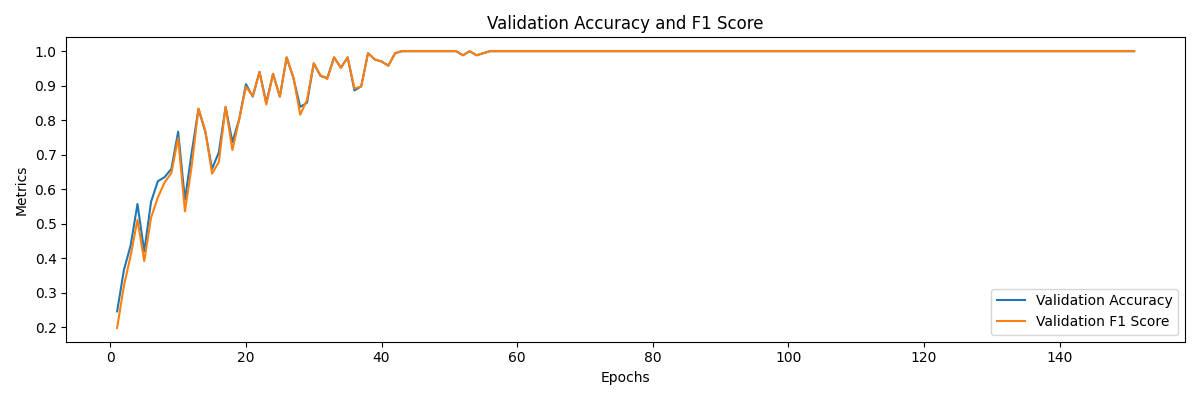 Validation Accuracy and F1 Score
1.0
0.9
0.8
0.7
0.6
0.5
0.4
0.3
0.2
Metrics
Validation Accuracy
Validation F1 Score
0 20 40 60 80 100 120 140
Epochs